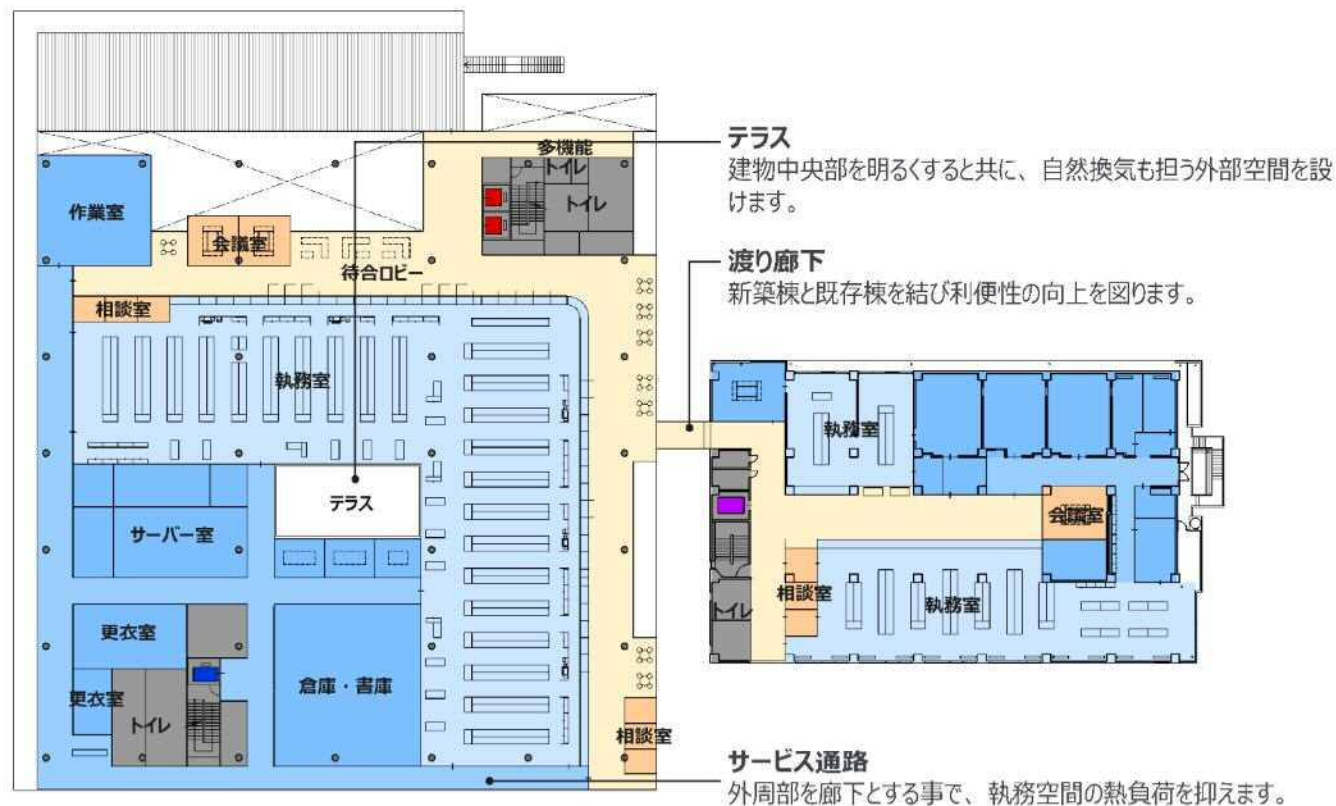 多機能
トイレ
トイレ
作業室
会議室
待合ロビー
相談室
執務室
テラス
サーバー室
更衣室
更衣室
トイレ
倉庫・書庫
相談室
テラス
建物中央部を明るくすると共に、自然換気も担う外部空間を設
けます。
渡り廊下
新築棟と既存棟を結び利便性の向上を図ります。
執務室
会議室
相談室
執務室
トイレ
サービス通路
外周部を廊下とする事で、執務空間の熱負荷を抑えます。